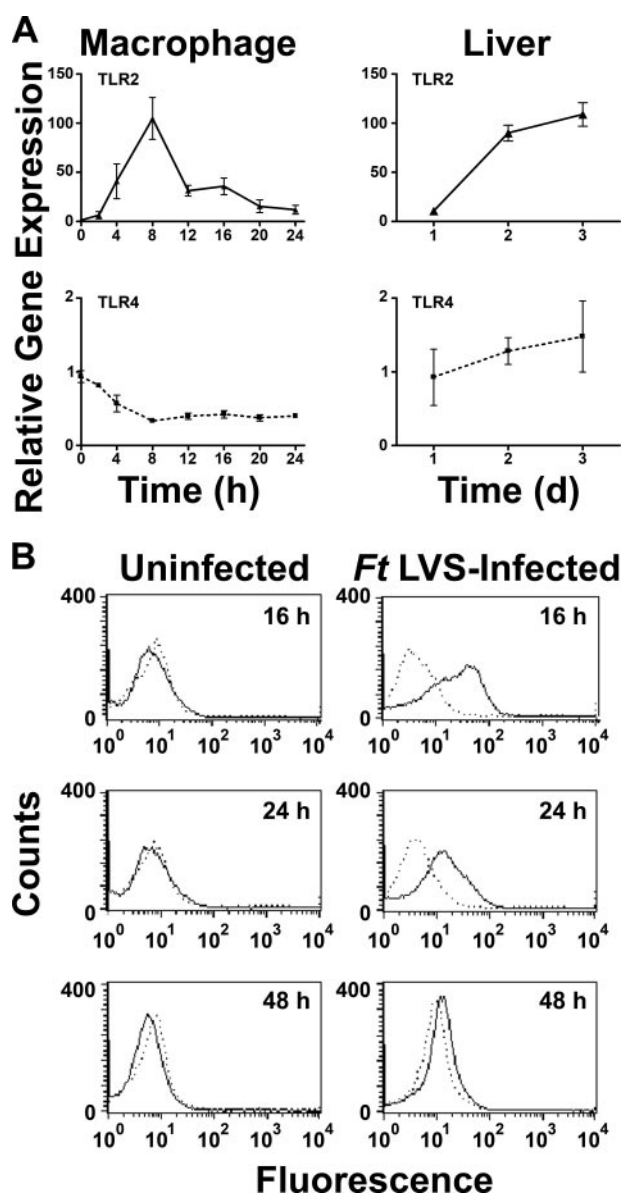 A
Macrophage
Liver
Relative Gene Expression
TLR2
150
100
50
0
0 4 8 12 16 20 24
TLR2
150
100
50
0
1 2 3
TLR4
2
1
0
0 4 8 12 16 20 24
Time (h)
TLR4
2
1
0
1 2 3
Time (d)
B
Uninfected
Ft LVS-Infected
Counts
400
16 h
0
10⁰ 10¹ 10² 10³ 10⁴
400
16 h
0
10⁰ 10¹ 10² 10³ 10⁴
400
24 h
0
10⁰ 10¹ 10² 10³ 10⁴
400
24 h
0
10⁰ 10¹ 10² 10³ 10⁴
400
48 h
0
10⁰ 10¹ 10² 10³ 10⁴
400
48 h
0
10⁰ 10¹ 10² 10³ 10⁴
Fluorescence